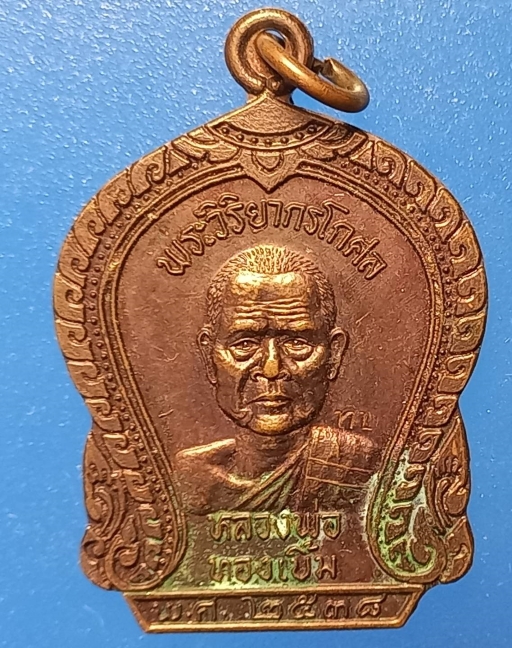 พระวิริยากรโกศล
หลวงพ่อ
ทองเยิ้ม
พ.ศ. ๒๕๓๘